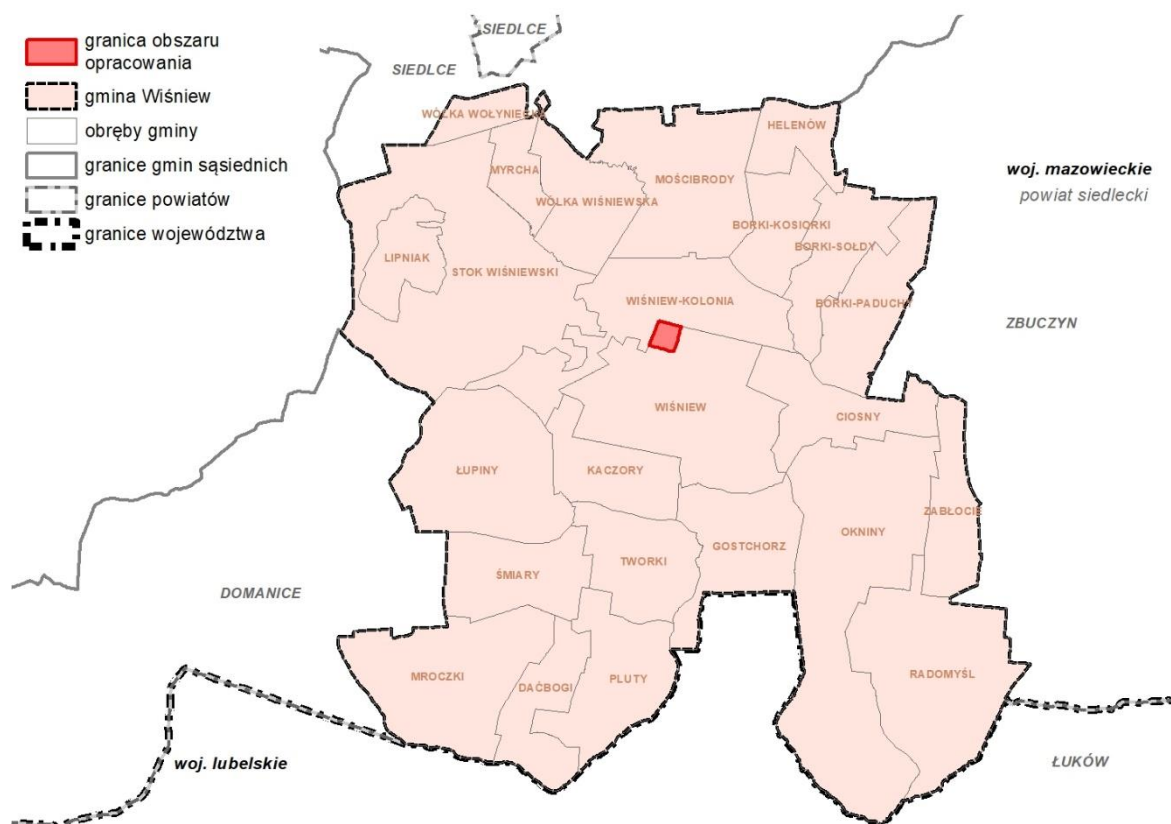 granica obszaru
opracowania
gmina Wiśniew
obręby gminy
granice gmin sąsiednich
granice powiatów
granice województwa
SIEDLCE
SIEDLCE
WÓLKA WOŁYNIECKA
HELENÓW
MYRCHA
MOŚCIBRODY
woj. mazowieckie
powiat siedlecki
WÓLKA WIŚNIEWSKA
BORKI-KOSIORKI
BORKI-SOŁDY
LIPNIAK
STOK WIŚNIEWSKI
WIŚNIEW-KOLONIA
BORKI-PADUCHY
ZBUCZYN
WIŚNIEW
CIOSNY
ŁUPINY
KACZORY
ZABŁOCIE
OKNINY
GOSTCHORZ
TWORKI
ŚMIARY
DOMANICE
MROCZKI
DAĆBOGI
PLUTY
RADOMYŚL
woj. lubelskie
ŁUKÓW